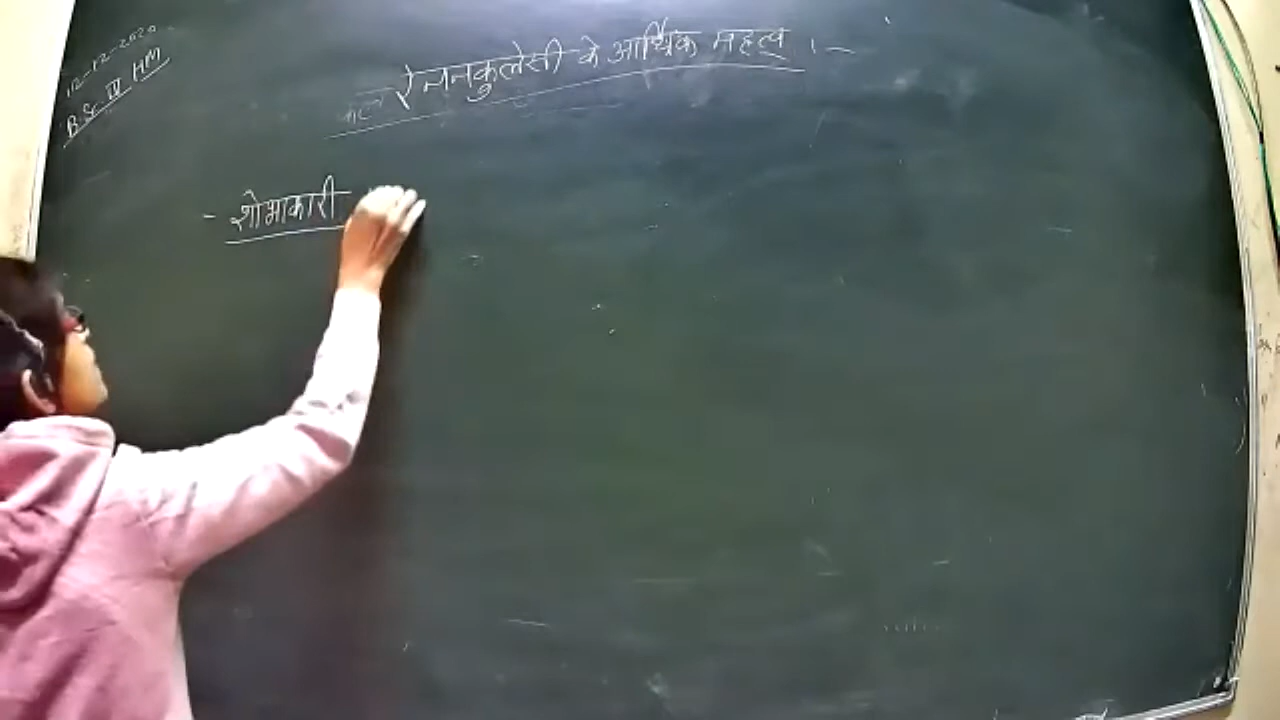 12-12-2020
B.Sc III HM
कुल रेननकुलेसी के आर्थिक महत्व :-
- शोभाकारी